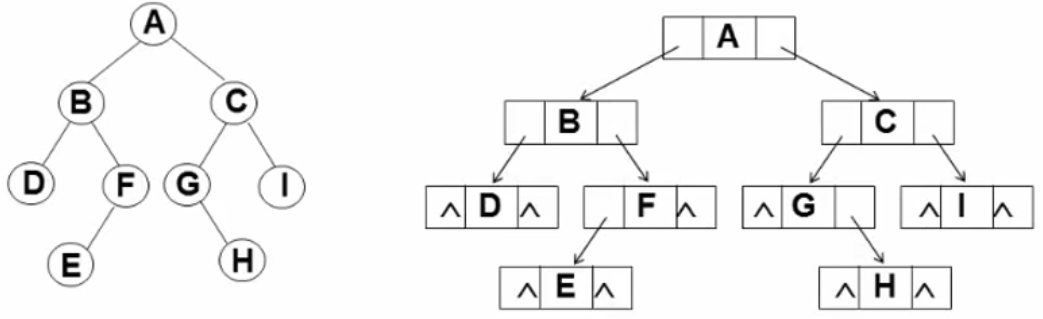 A
B C
D F G I
E H
A
B C
^ D ^ F ^ ^ G ^ I ^
^ E ^ ^ H ^